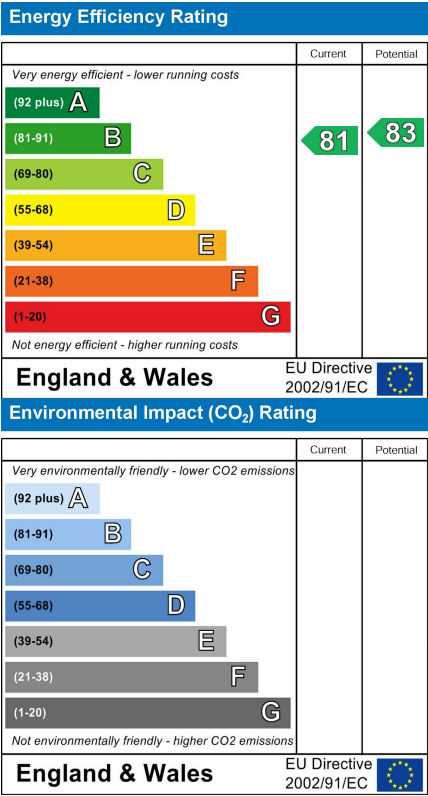 Energy Efficiency Rating
Current Potential
Very energy efficient - lower running costs
(92 plus) A
(81-91) B
81 83
(69-80) C
(55-68) D
(39-54) E
(21-38) F
(1-20) G
Not energy efficient - higher running costs
England & Wales
EU Directive
2002/91/EC
Environmental Impact (CO₂) Rating
Current Potential
Very environmentally friendly - lower CO2 emissions
(92 plus) A
(81-91) B
(69-80) C
(55-68) D
(39-54) E
(21-38) F
(1-20) G
Not environmentally friendly - higher CO2 emissions
England & Wales
EU Directive
2002/91/EC